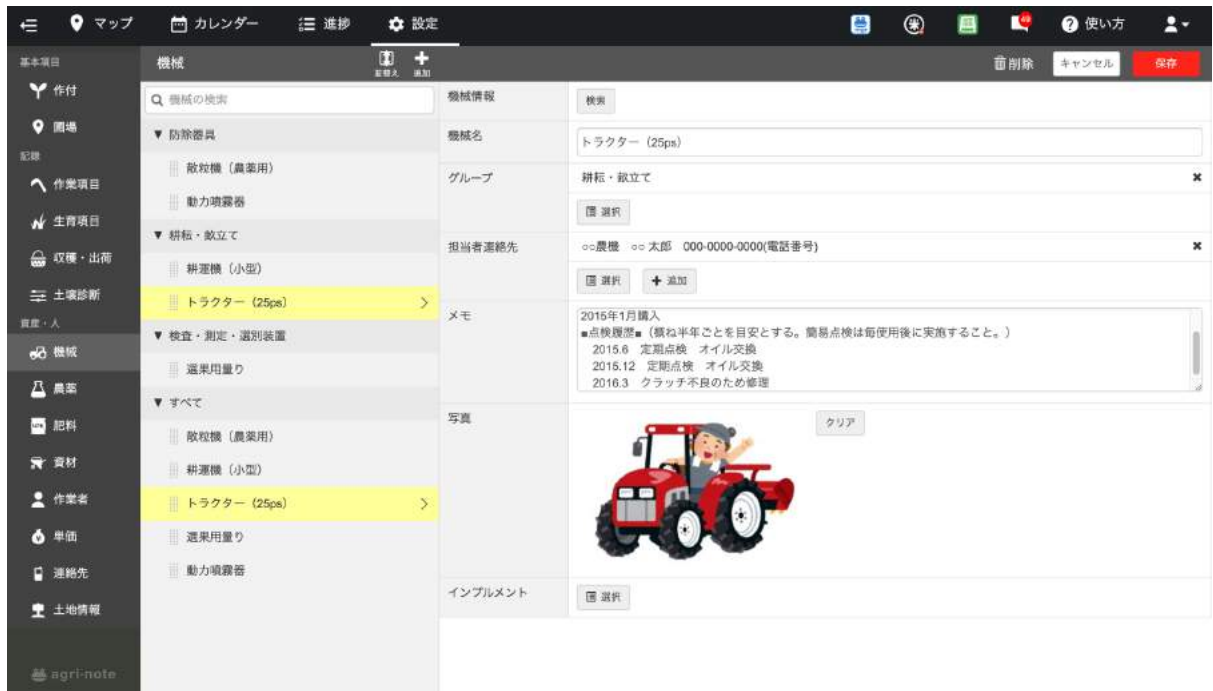 マップ
カレンダー
進捗
設定
使い方
基本項目
作付
圃場
記録
作業項目
生育項目
収穫・出荷
土壌診断
資産・人
機械
農薬
肥料
資材
作業者
単価
連絡先
土地情報
agri-note
機械
並替え
追加
機械の検索
▼ 防除器具
散粒機（農薬用）
動力噴霧器
▼ 耕耘・畝立て
耕運機（小型）
トラクター（25ps）
▼ 検査・測定・選別装置
選果用量り
▼ すべて
散粒機（農薬用）
耕運機（小型）
トラクター（25ps）
選果用量り
動力噴霧器
削除
キャンセル
保存
機械情報
検索
機械名
トラクター（25ps）
グループ
耕耘・畝立て
選択
担当者連絡先
○○農機　○○ 太郎　000-0000-0000(電話番号)
選択
追加
メモ
2015年1月購入
■点検履歴■（概ね半年ごとを目安とする。簡易点検は毎使用後に実施すること。）
2015.6　定期点検　オイル交換
2015.12　定期点検　オイル交換
2016.3　クラッチ不良のため修理
写真
クリア
インプルメント
選択